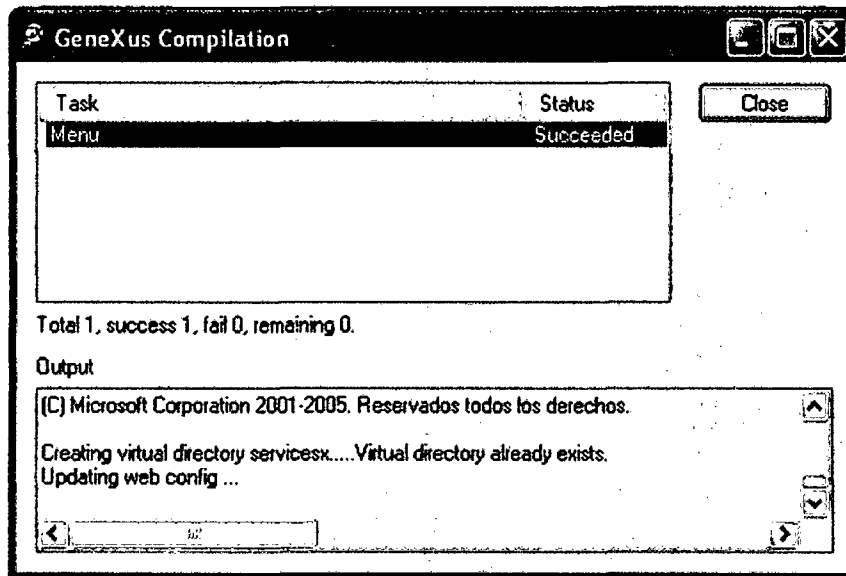 GeneXus Compilation
Task Status Close
Menu Succeeded
Total 1, success 1, fail 0, remaining 0.
Output
(C) Microsoft Corporation 2001-2005. Reservados todos los derechos.
Creating virtual directory servicesx.....Virtual directory already exists.
Updating web config ...